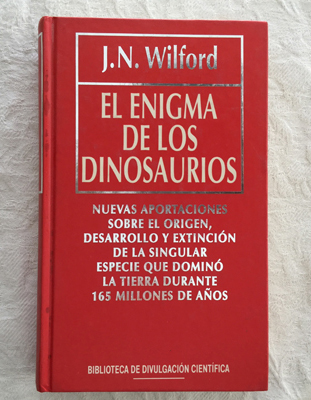 J.N. Wilford
EL ENIGMA
DE LOS
DINOSAURIOS
NUEVAS APORTACIONES
SOBRE EL ORIGEN,
DESARROLLO Y EXTINCIÓN
DE LA SINGULAR
ESPECIE QUE DOMINÓ
LA TIERRA DURANTE
165 MILLONES DE AÑOS
BIBLIOTECA DE DIVULGACIÓN CIENTÍFICA